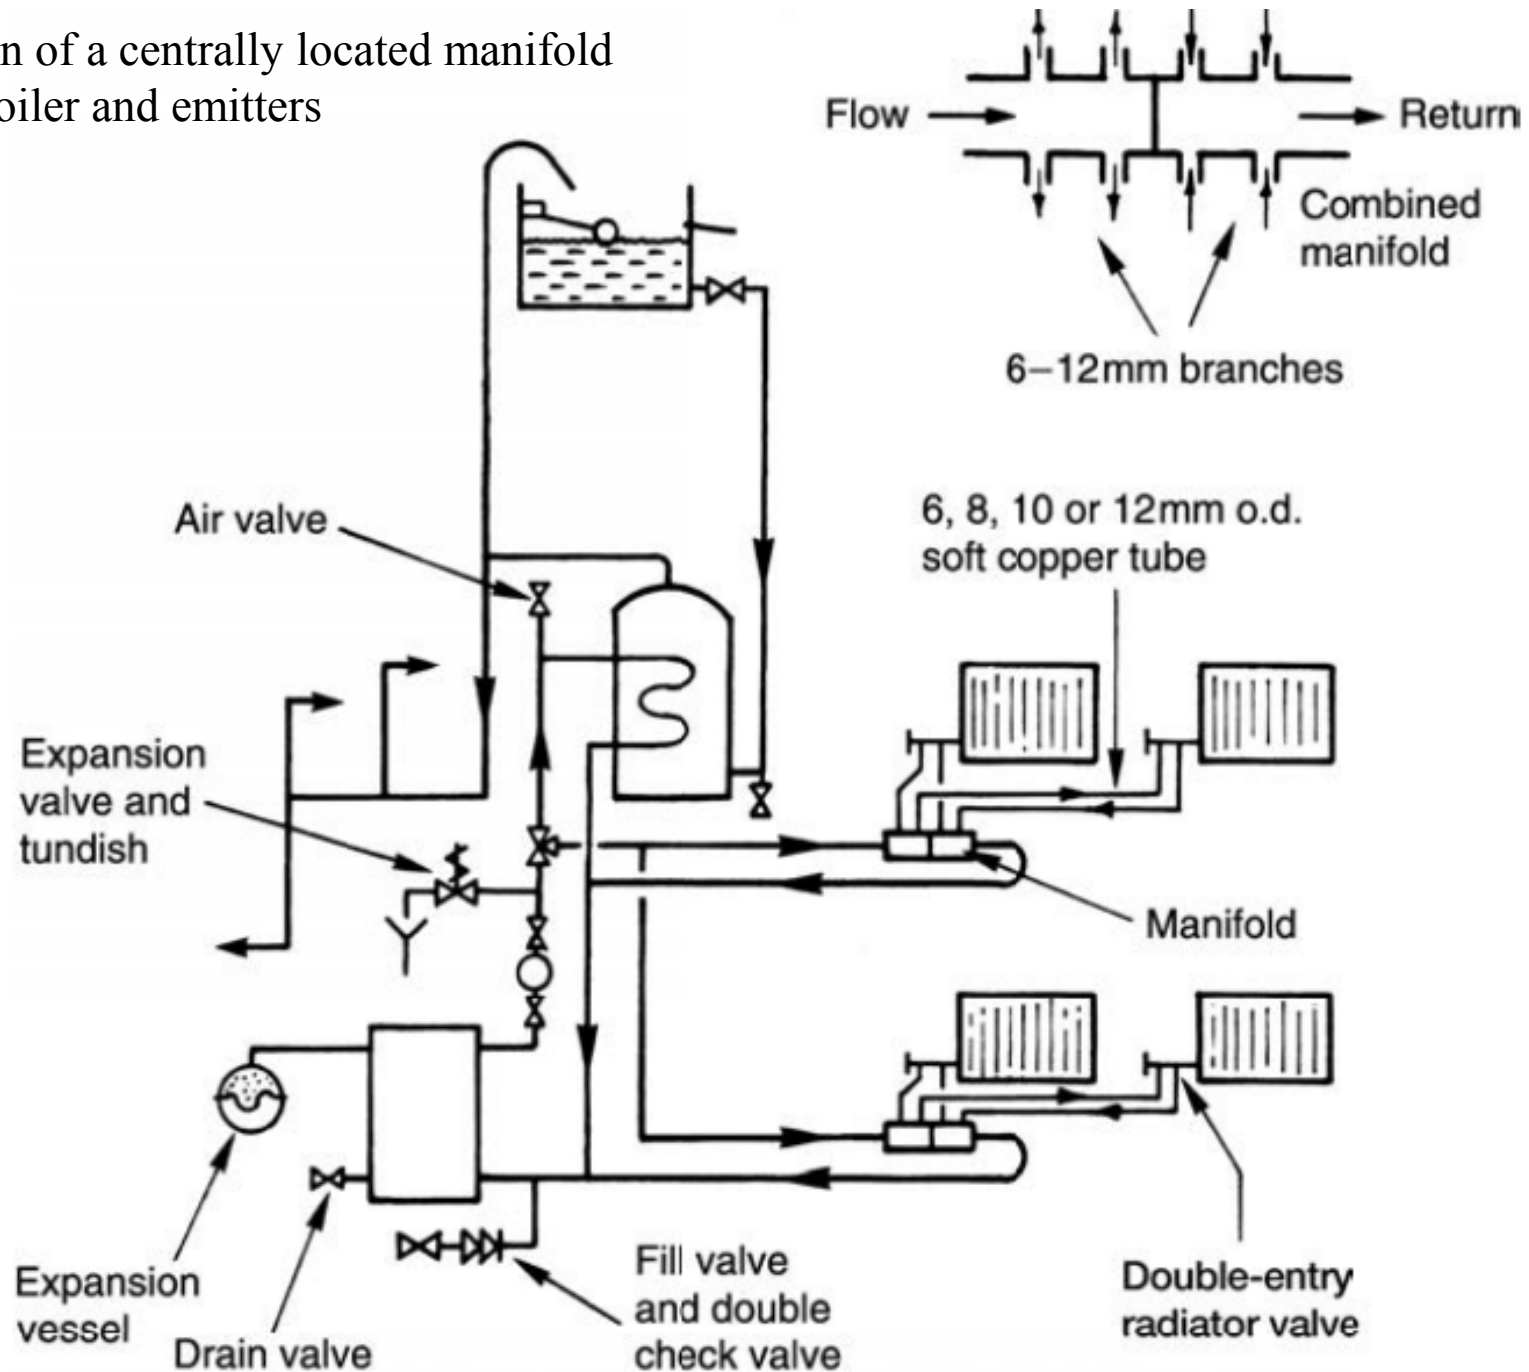 n of a centrally located manifold
oiler and emitters
Flow
Return
Combined
manifold
6–12mm branches
Air valve
6, 8, 10 or 12mm o.d.
soft copper tube
Expansion
valve and
tundish
Manifold
Expansion
vessel
Drain valve
Fill valve
and double
check valve
Double-entry
radiator valve